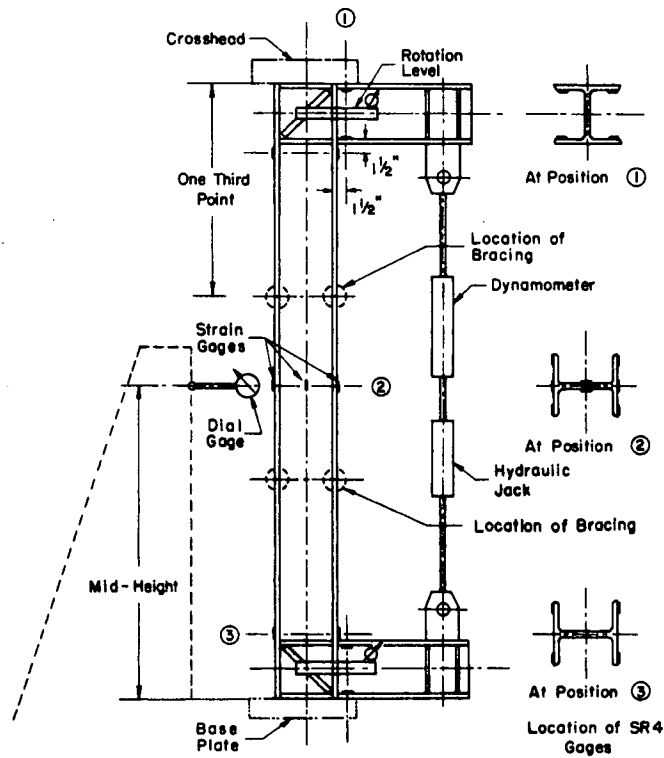 ①
Crosshead
Rotation
Level
1½"
1½"
At Position ①
One Third
Point
Location of
Bracing
Dynamometer
Strain
Gages
②
Dial
Gage
At Position ②
Hydraulic
Jack
Location of Bracing
Mid-Height
③
At Position ③
Base
Plate
Location of SR4
Gages